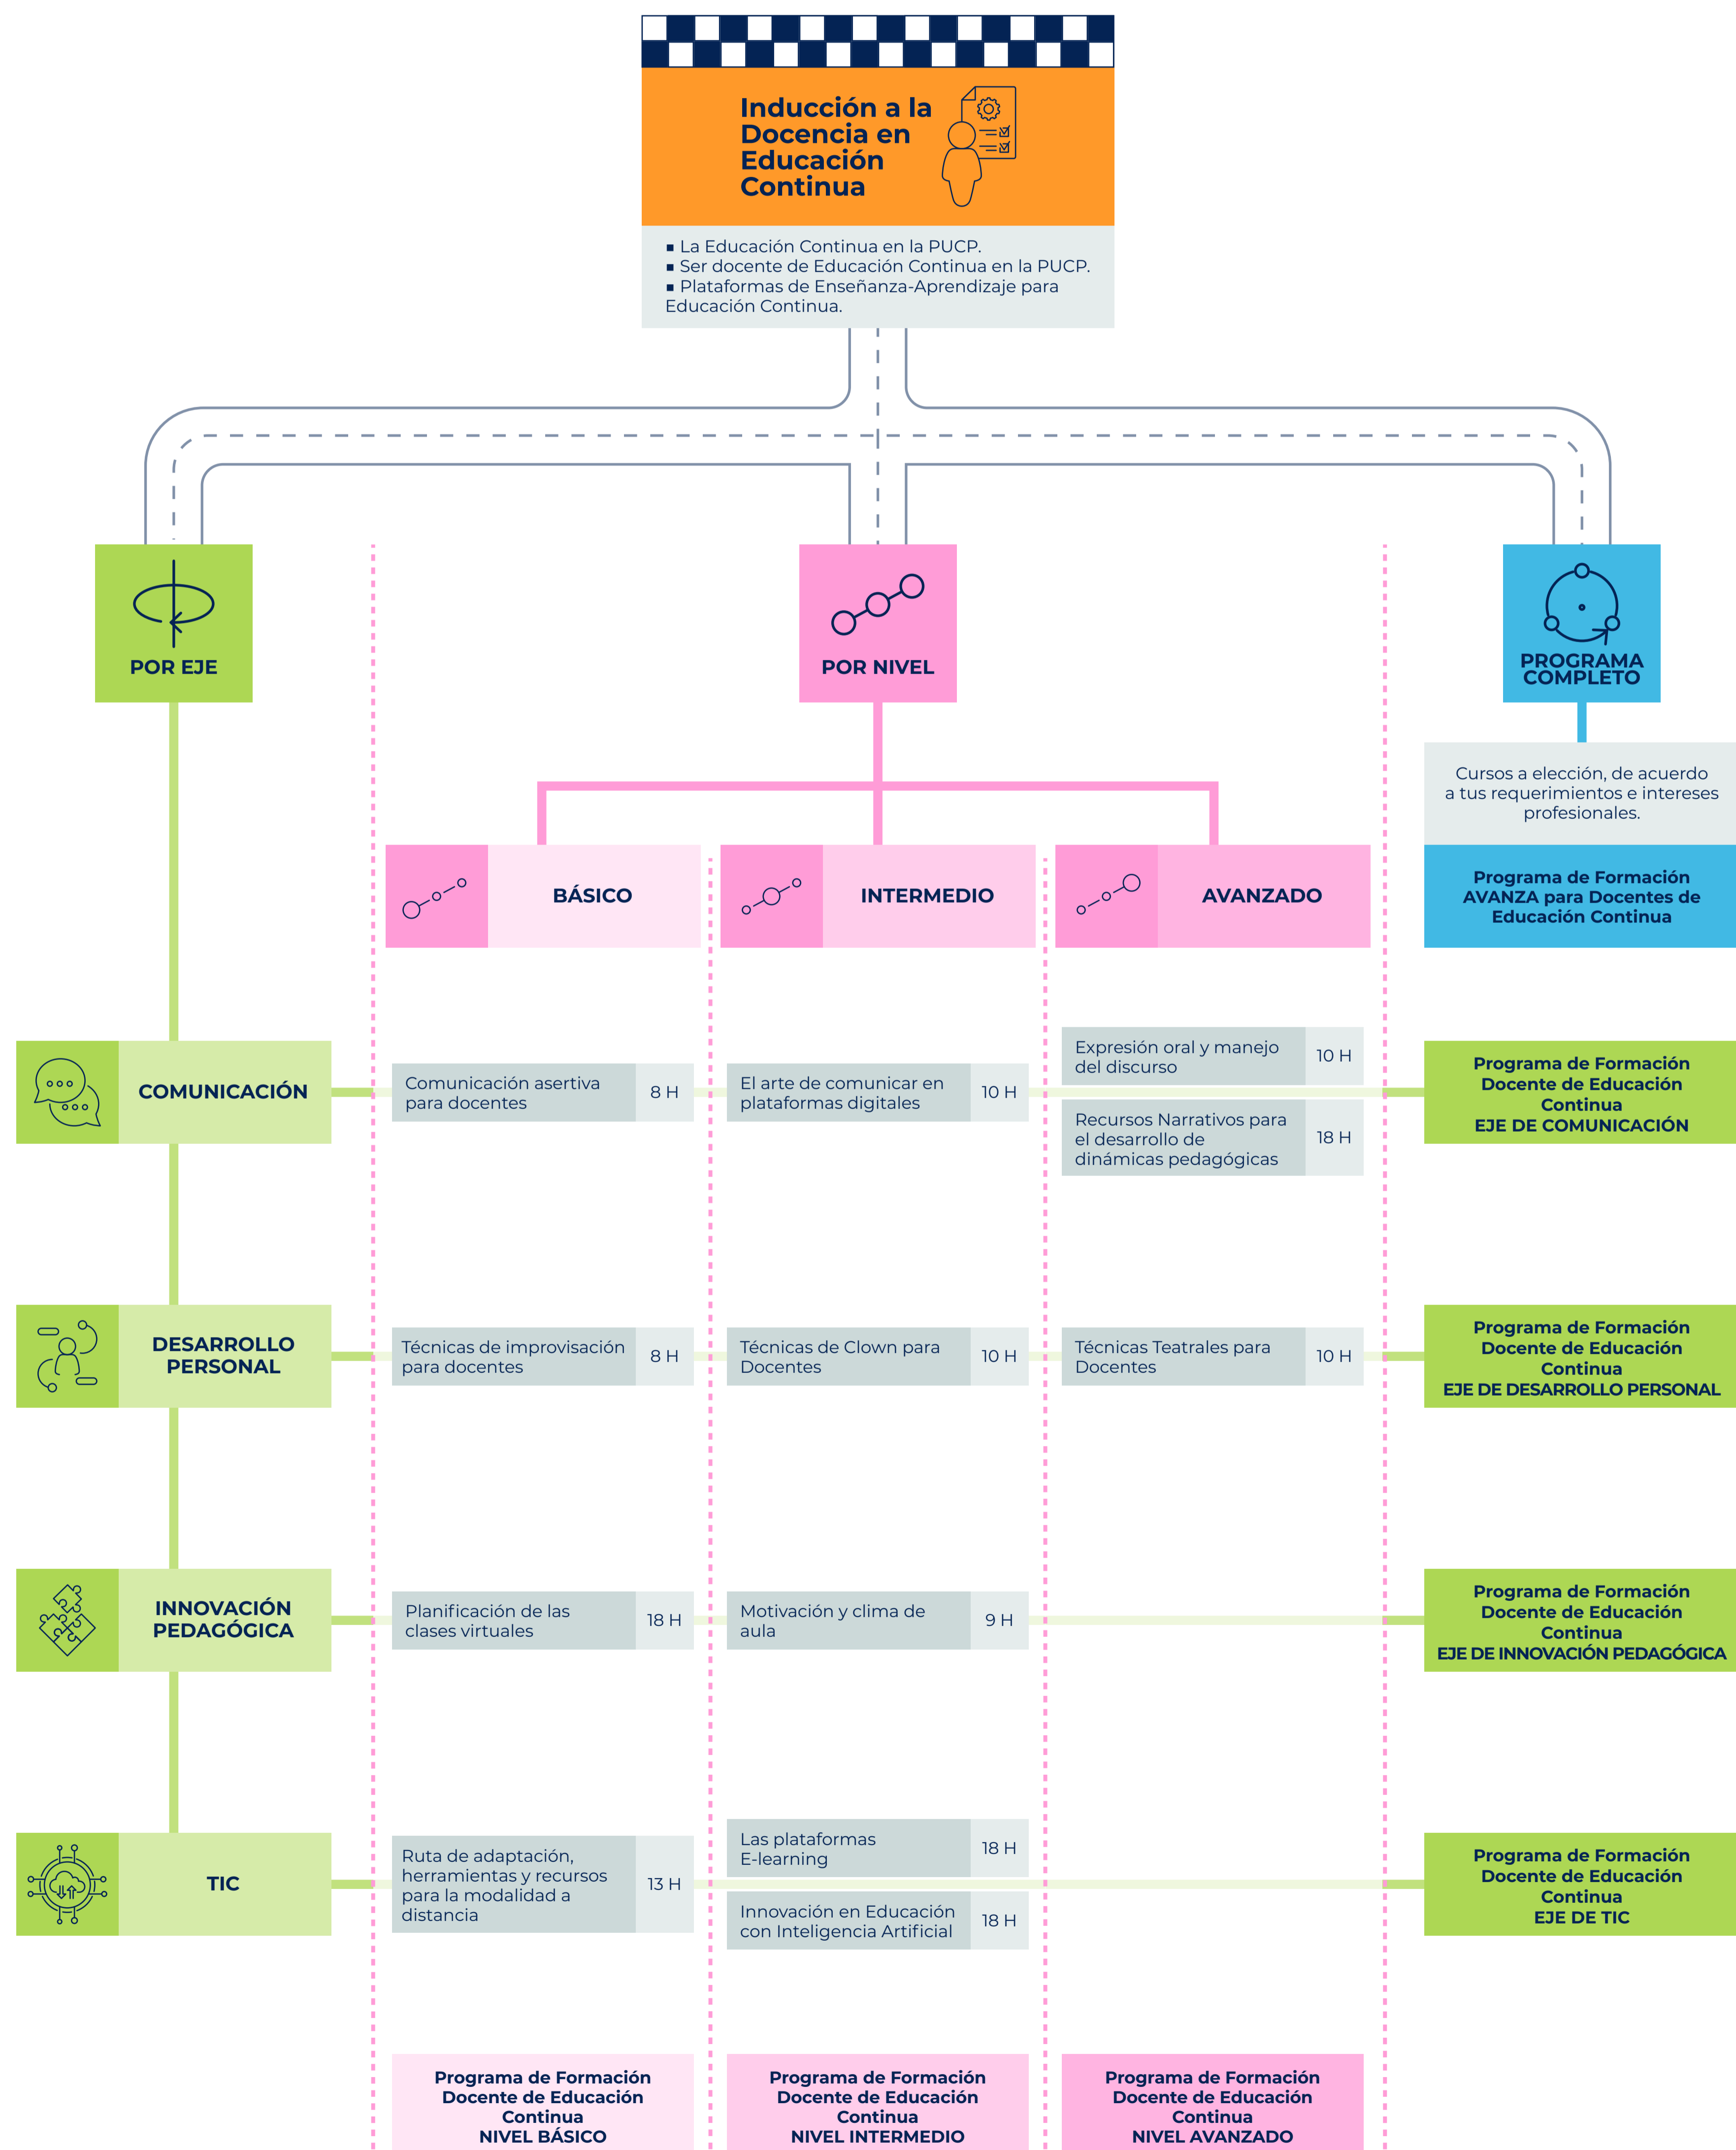 Inducción a la
Docencia en
Educación
Continua
▪ La Educación Continua en la PUCP.
▪ Ser docente de Educación Continua en la PUCP.
▪ Plataformas de Enseñanza-Aprendizaje para
Educación Continua.
POR EJE
POR NIVEL
PROGRAMA
COMPLETO
Cursos a elección, de acuerdo
a tus requerimientos e intereses
profesionales.
BÁSICO
INTERMEDIO
AVANZADO
Programa de Formación
AVANZA para Docentes de
Educación Continua
COMUNICACIÓN
Comunicación asertiva
para docentes
8 H
El arte de comunicar en
plataformas digitales
10 H
Expresión oral y manejo
del discurso
10 H
Recursos Narrativos para
el desarrollo de
dinámicas pedagógicas
18 H
Programa de Formación
Docente de Educación
Continua
EJE DE COMUNICACIÓN
DESARROLLO
PERSONAL
Técnicas de improvisación
para docentes
8 H
Técnicas de Clown para
Docentes
10 H
Técnicas Teatrales para
Docentes
10 H
Programa de Formación
Docente de Educación
Continua
EJE DE DESARROLLO PERSONAL
INNOVACIÓN
PEDAGÓGICA
Planificación de las
clases virtuales
18 H
Motivación y clima de
aula
9 H
Programa de Formación
Docente de Educación
Continua
EJE DE INNOVACIÓN PEDAGÓGICA
TIC
Ruta de adaptación,
herramientas y recursos
para la modalidad a
distancia
13 H
Las plataformas
E-learning
18 H
Innovación en Educación
con Inteligencia Artificial
18 H
Programa de Formación
Docente de Educación
Continua
EJE DE TIC
Programa de Formación
Docente de Educación
Continua
NIVEL BÁSICO
Programa de Formación
Docente de Educación
Continua
NIVEL INTERMEDIO
Programa de Formación
Docente de Educación
Continua
NIVEL AVANZADO